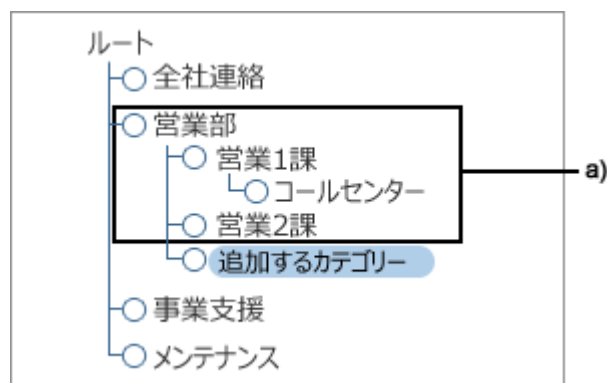 ルート
全社連絡
営業部
営業1課
a)
コールセンター
営業2課
追加するカテゴリー
事業支援
メンテナンス